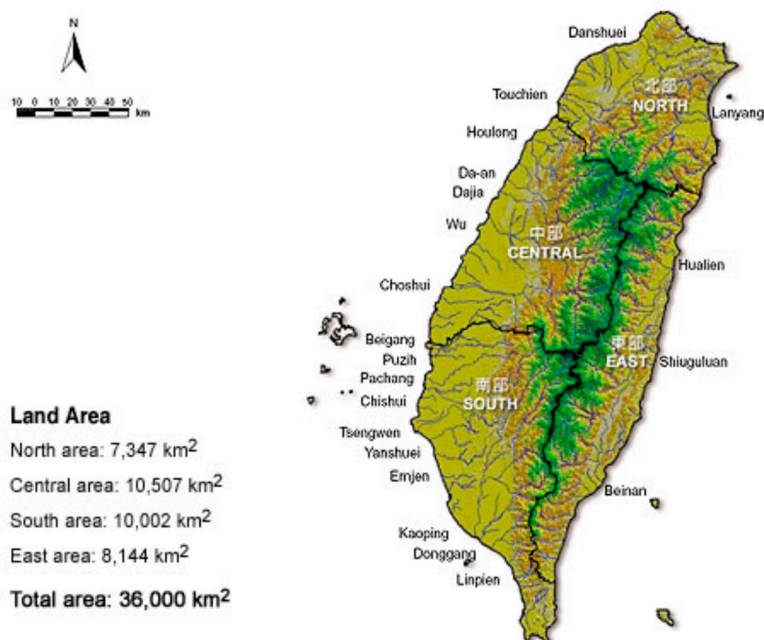 N
10 0 10 20 30 40 50 km
Danshuei
Touchien
Houlong
Da-an
Dajia
Wu
Choshui
Beigang
Puzih
Pachang
Chishui
Tsengwen
Yanshuei
Ernjen
Kaoping
Donggang
Linpien
北部
NORTH
Lanyang
中部
CENTRAL
Hualien
東部
EAST
Shiuguluan
南部
SOUTH
Beinan
Land Area
North area: 7,347 km²
Central area: 10,507 km²
South area: 10,002 km²
East area: 8,144 km²
Total area: 36,000 km²